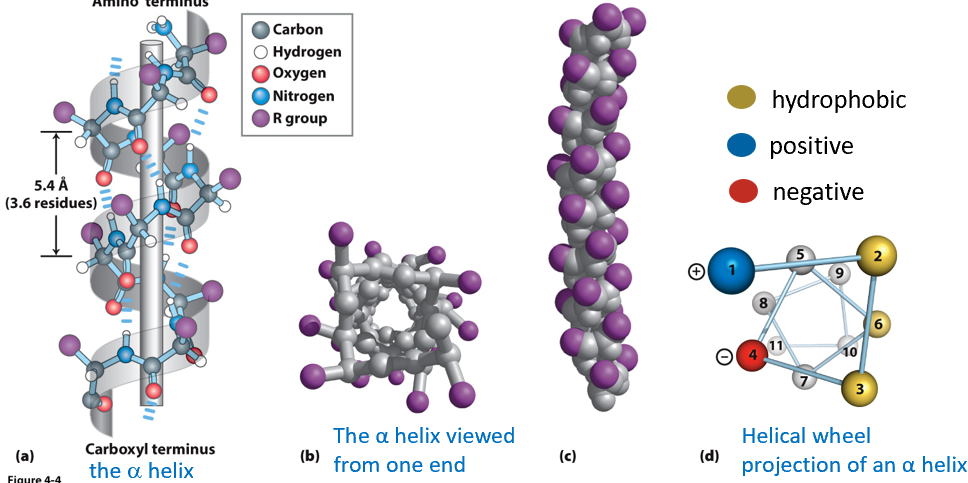 Amino terminus
Carbon
Hydrogen
Oxygen
Nitrogen
R group
5.4 Å
(3.6 residues)
Carboxyl terminus
(a)
the α helix
Figure 4-4
(b)
The α helix viewed
from one end
(c)
hydrophobic
positive
negative
+
1
5
2
9
8
6
−
4
11
10
7
3
(d)
Helical wheel
projection of an α helix